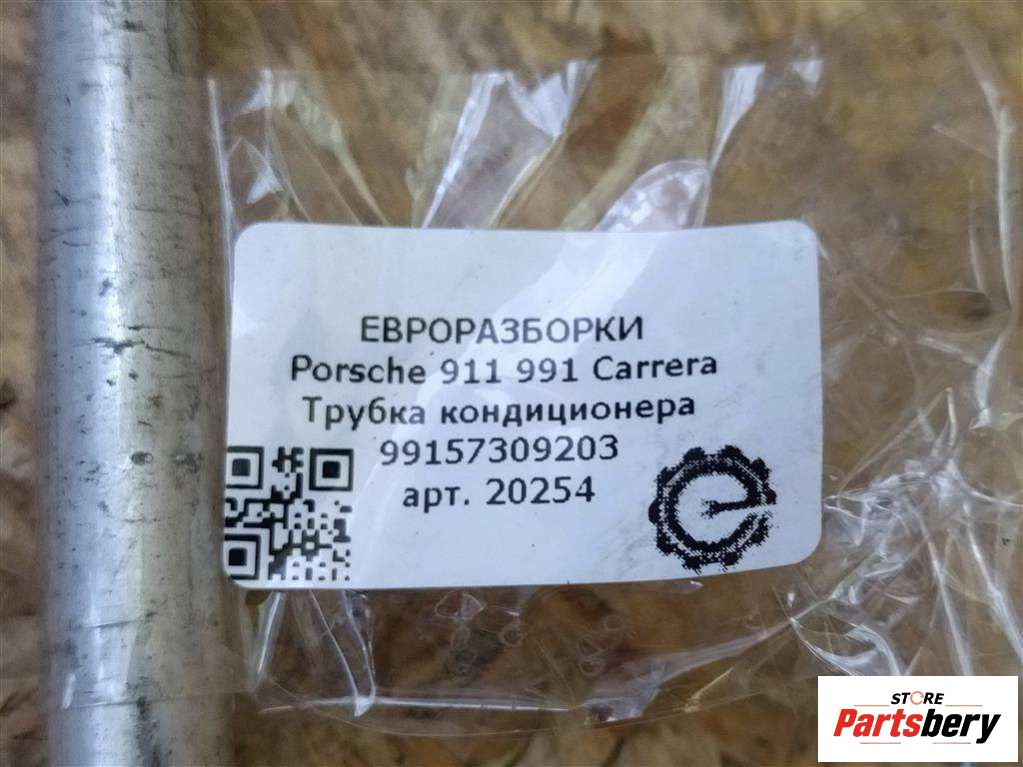 ЕВРОРАЗБОРКИ
Porsche 911 991 Carrera
Трубка кондиционера
99157309203
арт. 20254
STORE
Partsbery